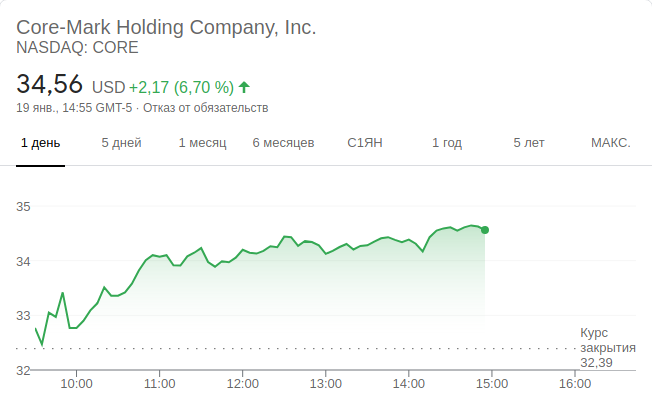 Core-Mark Holding Company, Inc.
NASDAQ: CORE
34,56 USD +2,17 (6,70 %)
19 янв., 14:55 GMT-5 · Отказ от обязательств
1 день 5 дней 1 месяц 6 месяцев С1ЯН 1 год 5 лет МАКС.
35
34
33
Курс
закрытия
32,39
32
10:00 11:00 12:00 13:00 14:00 15:00 16:00